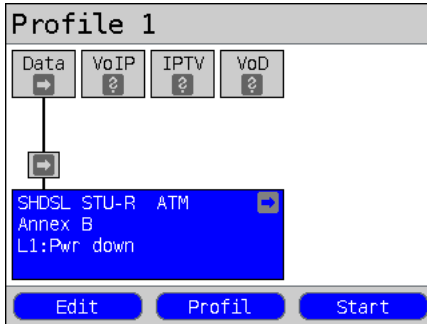 Profile 1
Data VoIP IPTV VoD
? ? ?
SHDSL STU-R ATM
Annex B
L1:Pwr down
Edit Profil Start